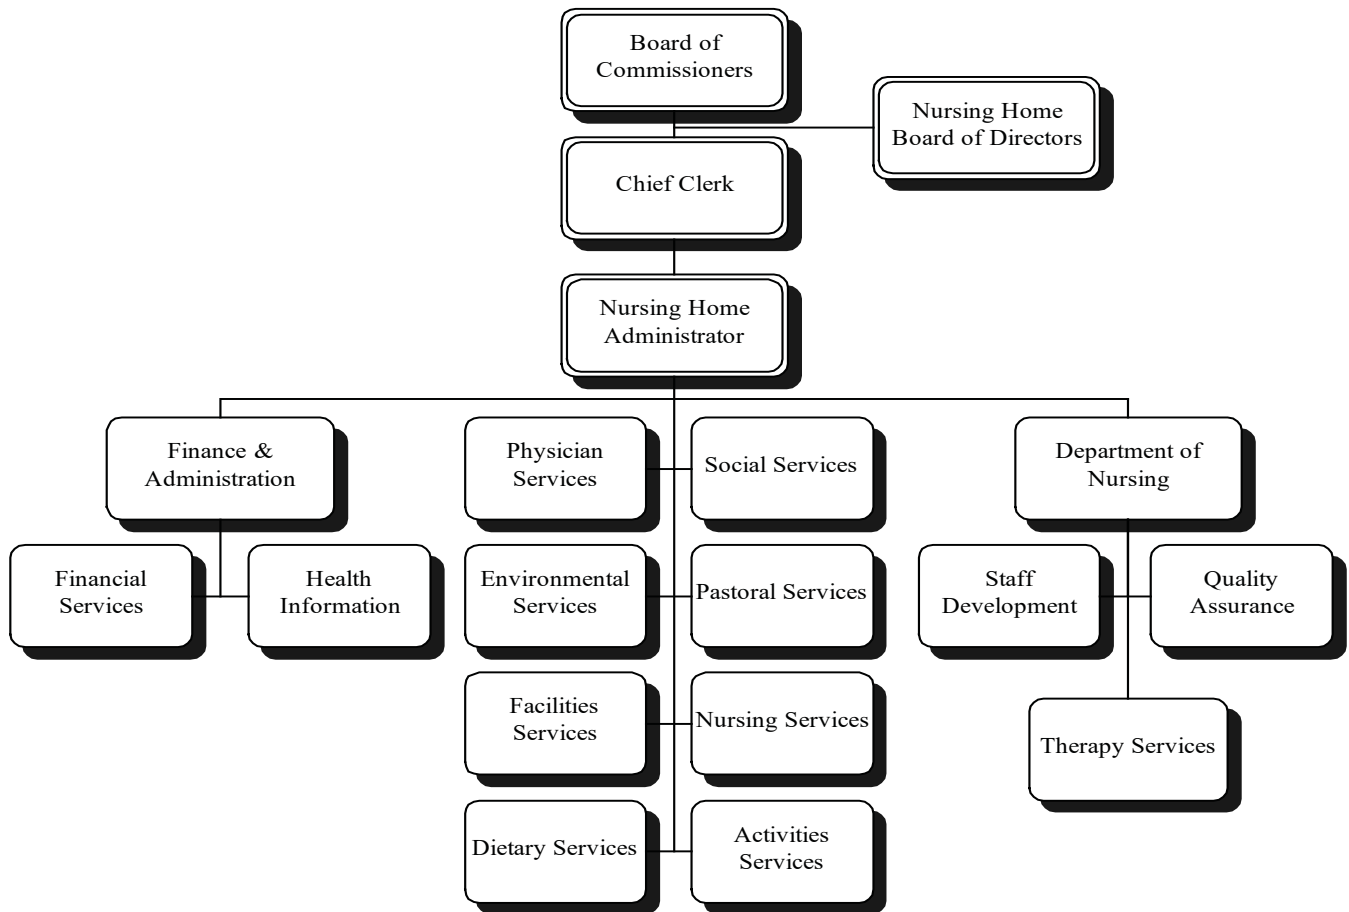 Board of
Commissioners
Nursing Home
Board of Directors
Chief Clerk
Nursing Home
Administrator
Finance &
Administration
Physician
Services
Social Services
Department of
Nursing
Financial
Services
Health
Information
Environmental
Services
Pastoral Services
Staff
Development
Quality
Assurance
Facilities
Services
Nursing Services
Therapy Services
Dietary Services
Activities
Services